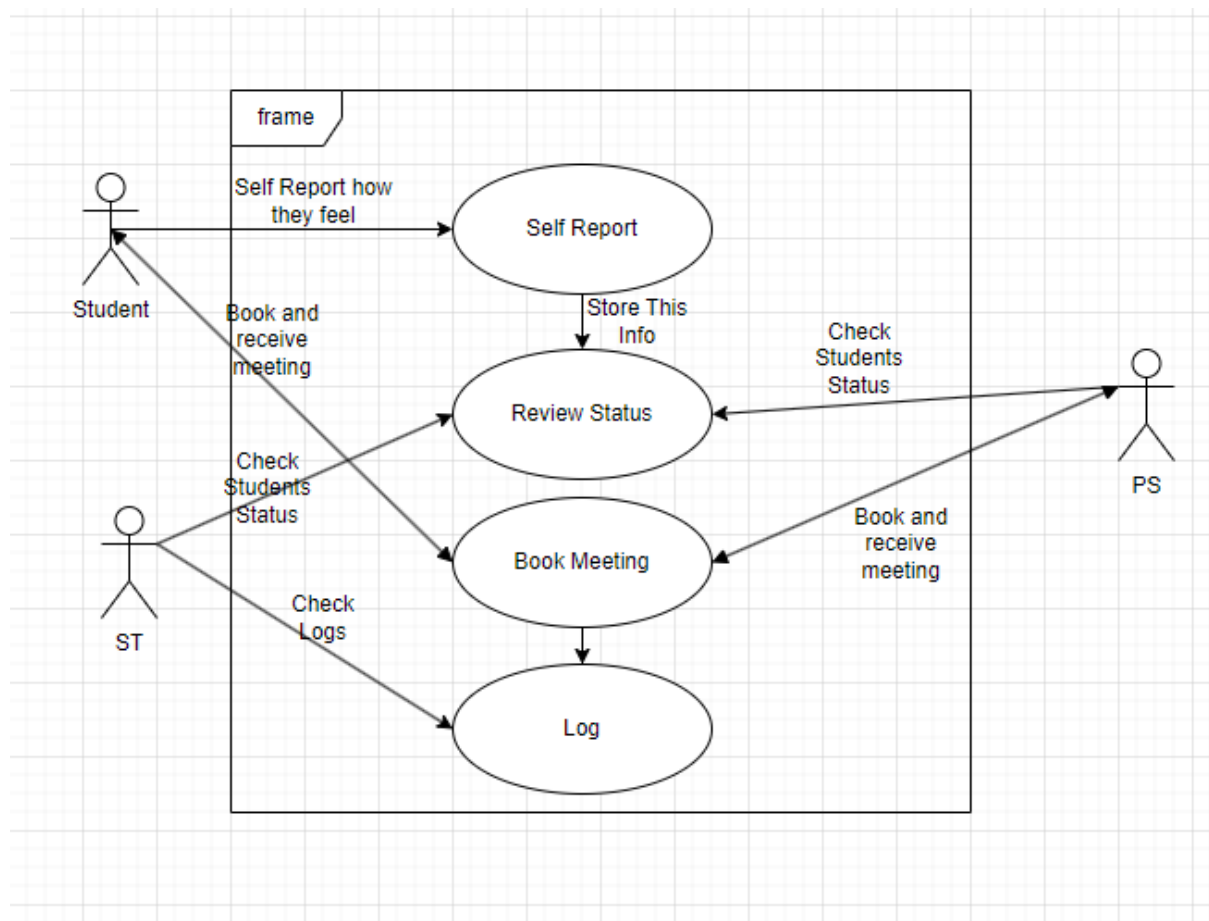 frame
Self Report how
they feel
Self Report
Student
Store This
Info
Book and
receive
meeting
Check
Students
Status
Review Status
PS
Check
Students
Status
Book and
receive
meeting
Book Meeting
ST
Check
Logs
Log